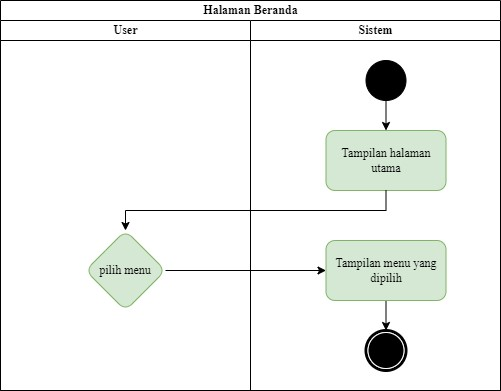 Halaman Beranda
User
Sistem
Tampilan halaman
utama
pilih menu
Tampilan menu yang
dipilih